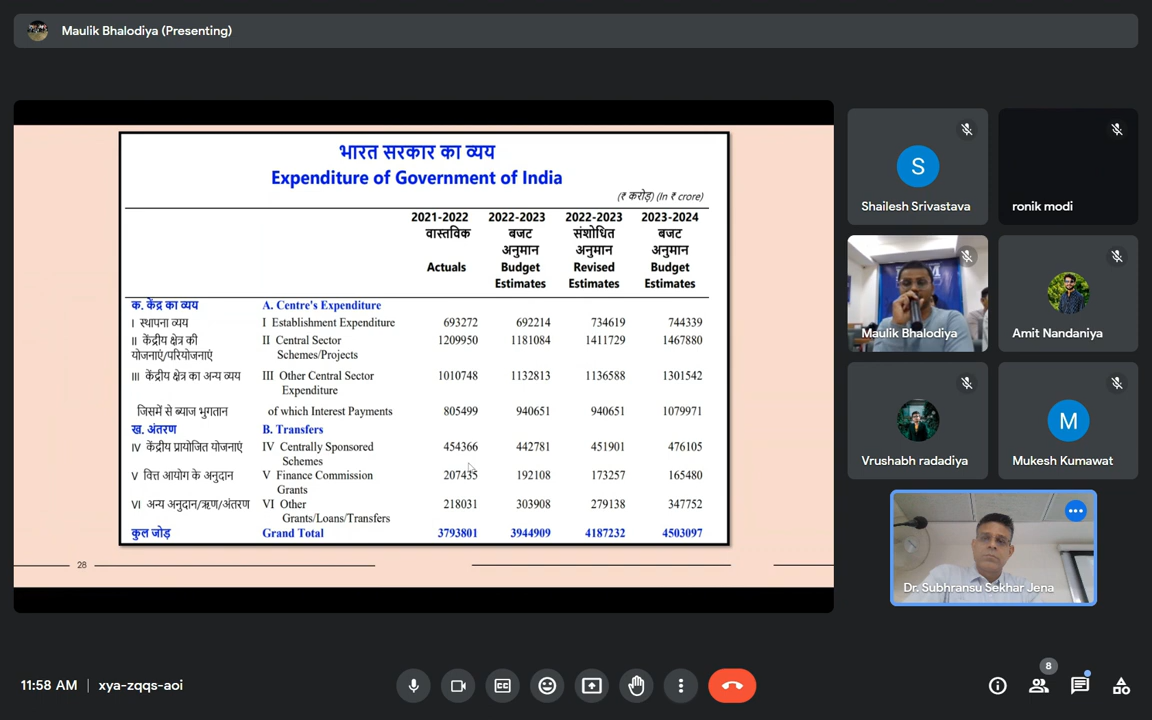 Maulik Bhalodiya (Presenting)
भारत सरकार का व्यय
Expenditure of Government of India
(₹ करोड़) (In ₹ crore)
2021-2022 2022-2023 2022-2023 2023-2024
वास्तविक बजट संशोधित बजट
अनुमान अनुमान अनुमान
Actuals Budget Revised Budget
Estimates Estimates Estimates
क. केंद्र का व्यय A. Centre's Expenditure
I स्थापना व्यय I Establishment Expenditure 693272 692214 734619 744339
II केंद्रीय क्षेत्र की II Central Sector 1209950 1181084 1411729 1467880
योजनाएं/परियोजनाएं Schemes/Projects
III केंद्रीय क्षेत्र का अन्य व्यय III Other Central Sector 1010748 1132813 1136588 1301542
Expenditure
जिसमें से ब्याज भुगतान of which Interest Payments 805499 940651 940651 1079971
ख. अंतरण B. Transfers
IV केंद्रीय प्रायोजित योजनाएं IV Centrally Sponsored 454366 442781 451901 476105
Schemes
V वित्त आयोग के अनुदान V Finance Commission 207435 192108 173257 165480
Grants
VI अन्य अनुदान/ऋण/अंतरण VI Other 218031 303908 279138 347752
Grants/Loans/Transfers
कुल जोड़ Grand Total 3793801 3944909 4187232 4503097
28
S
Shailesh Srivastava
ronik modi
Maulik Bhalodiya
Amit Nandaniya
Vrushabh radadiya
M
Mukesh Kumawat
Dr. Subhransu Sekhar Jena
11:58 AM | xya-zqqs-aoi
8